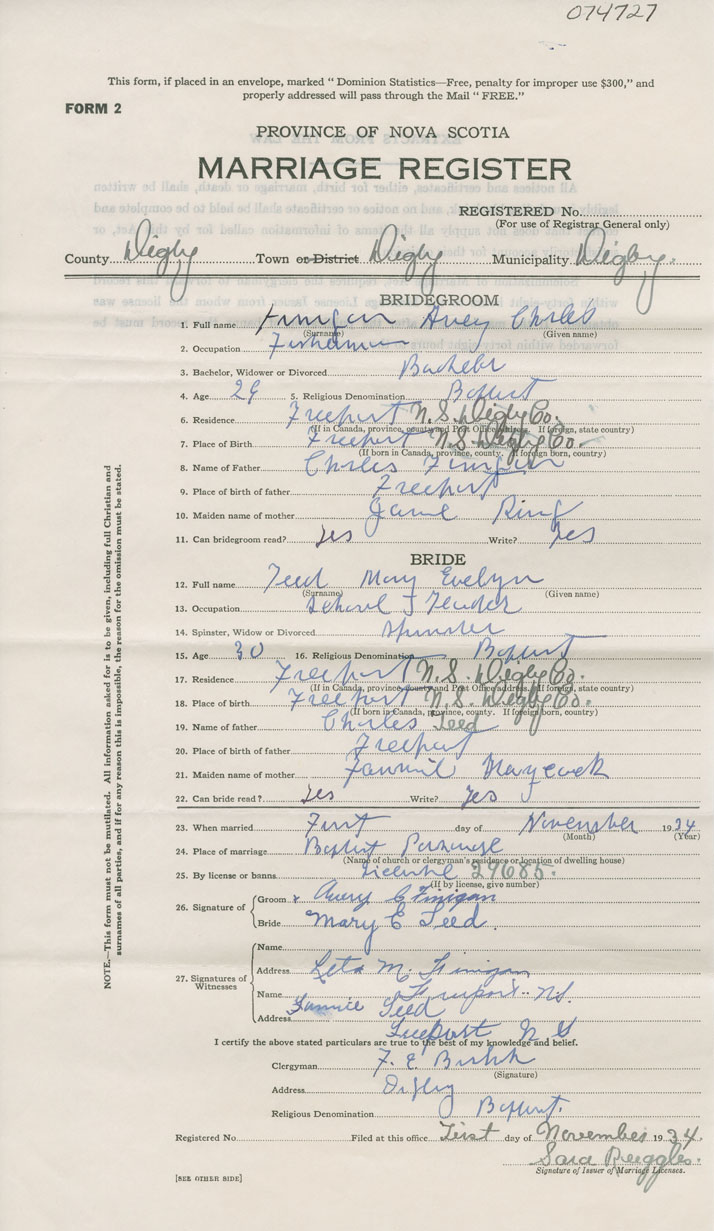 074727
This form, if placed in an envelope, marked "Dominion Statistics—Free, penalty for improper use $300," and
properly addressed will pass through the Mail "FREE."
FORM 2
PROVINCE OF NOVA SCOTIA
MARRIAGE REGISTER
REGISTERED No.
(For use of Registrar General only)
County Digby Town or District Digby Municipality Digby.
BRIDEGROOM
1. Full name Finigan Avery Charles
(Surname) (Given name)
2. Occupation Fisherman
3. Bachelor, Widower or Divorced Bachelor
4. Age 29 5. Religious Denomination Baptist
6. Residence Freeport N.S. Digby Co.
(If in Canada, province, county and Post Office address. If foreign, state country)
7. Place of Birth Freeport N.S. Digby Co.
(If born in Canada, province, county. If foreign born, country)
8. Name of Father Charles Finigan
9. Place of birth of father Freeport
10. Maiden name of mother Ring
11. Can bridegroom read? Yes Write? Yes
BRIDE
12. Full name Teed Mary Evelyn
(Surname) (Given name)
13. Occupation School Teacher
14. Spinster, Widow or Divorced Spinster
15. Age 30 16. Religious Denomination Baptist
17. Residence Freeport N.S. Digby Co.
(If in Canada, province, county and Post Office address. If foreign, state country)
18. Place of birth Freeport N.S. Digby Co.
(If born in Canada, province, county. If foreign born, country)
19. Name of father Charles Teed
20. Place of birth of father Freeport
21. Maiden name of mother Fannie
22. Can bride read? Yes Write? Yes
23. When married First day of November 1934
(Month) (Year)
24. Place of marriage Baptist Parsonage
(Name of church or clergyman's residence or location of dwelling house)
25. By license or banns License 29685.
(If by license, give number)
26. Signature of Groom x Avery C Finigan
Bride Mary E Teed.
27. Signatures of Witnesses
Name
Address Leta M. Finigan
Name Freeport N.S.
Fannie Teed
Address Freeport N S
I certify the above stated particulars are true to the best of my knowledge and belief.
Clergyman F. E.
(Signature)
Address Digby
Religious Denomination Baptist.
Registered No. Filed at this office First day of November 1934.
Sara Ruggles.
Signature of Issuer of Marriage Licenses.
[SEE OTHER SIDE]
NOTE.—This form must not be mutilated. All information asked for is to be given, including full Christian and
surnames of all parties, and if for any reason this is impossible, the reason for the omission must be stated.